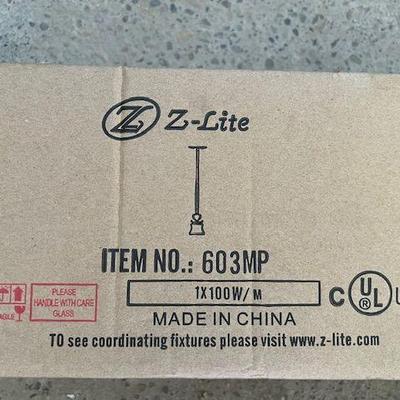 Z Z-Lite
ITEM NO.: 603MP
PLEASE
HANDLE WITH CARE
GLASS
1X100W/M
C UL U
MADE IN CHINA
TO see coordinating fixtures please visit www.z-lite.com